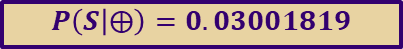 P(S|⊕) = 0.03001819